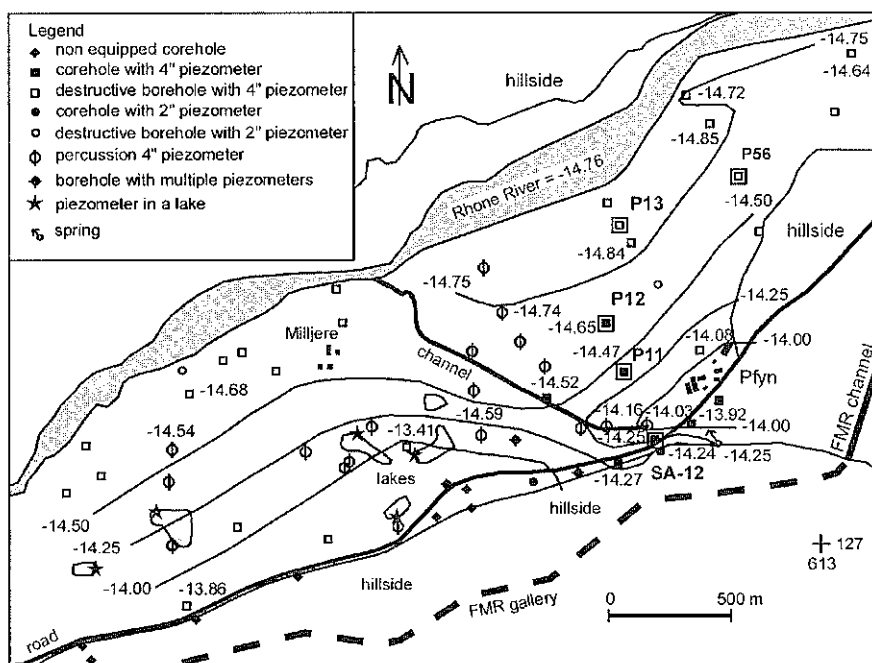 Legend
non equipped corehole
corehole with 4" piezometer
destructive borehole with 4" piezometer
corehole with 2" piezometer
destructive borehole with 2" piezometer
percussion 4" piezometer
borehole with multiple piezometers
piezometer in a lake
spring
N
hillside
-14.75
-14.64
-14.72
-14.85
P56
Rhone River = -14.76
-14.50
P13
hillside
-14.84
-14.75
P12
-14.25
-14.74
-14.65
-14.08
-14.00
Milljere
-14.47
P11
channel
Pfyn
-14.68
-14.52
-14.59
-14.16
-14.03
-13.92
-14.00
-13.41
-14.54
-14.25
-14.24
-14.25
FMR channel
lakes
SA-12
-14.27
hillside
-14.50
-14.25
127
613
-14.00
-13.86
hillside
FMR gallery
0 500 m
road